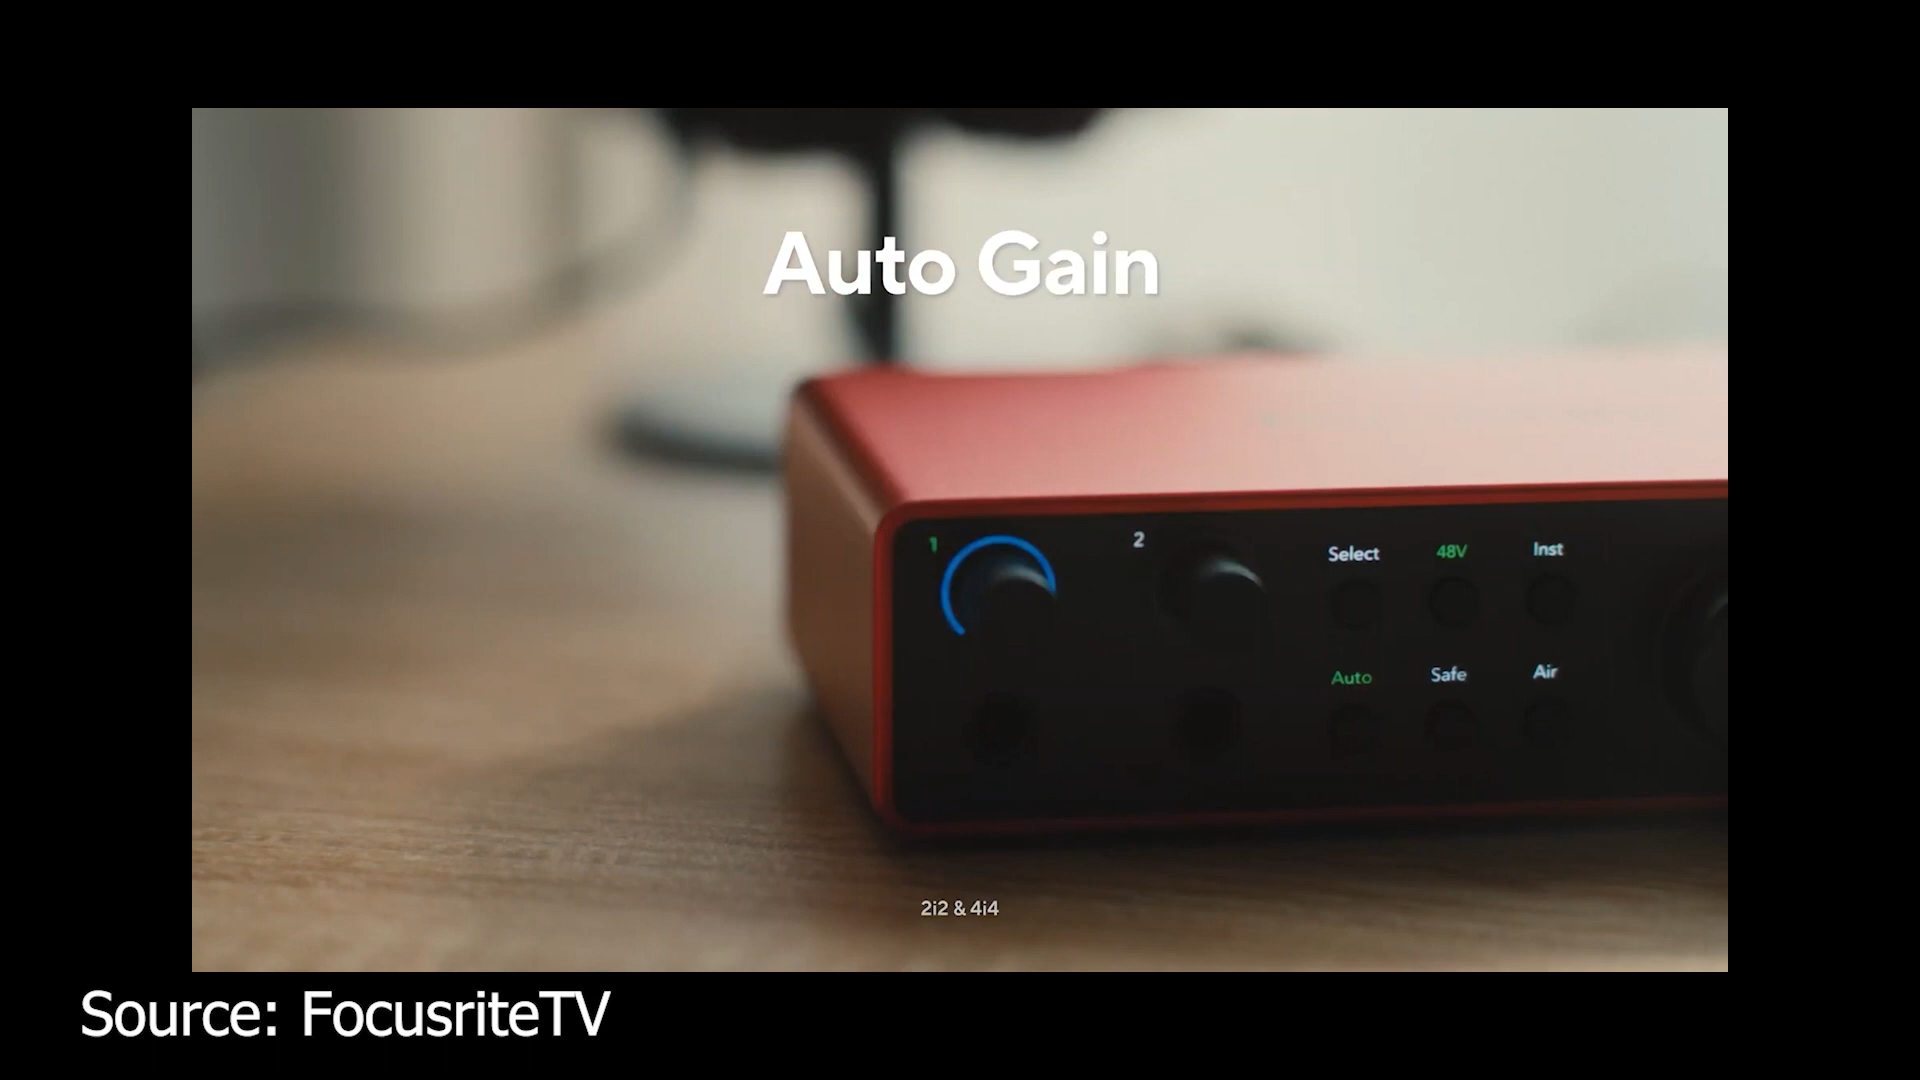 Auto Gain
1
2
Select
48V
Inst
Auto
Safe
Air
2i2 & 4i4
Source: FocusriteTV